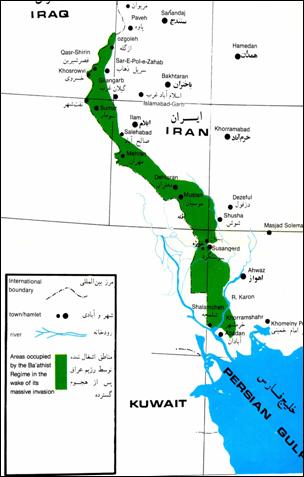 IRAQ
مریوان
Paveh
پاوه
Sanandaj
سنندج
ozgoleh
ازگله
Qasr-Shirin
قصرشیرین
Hamedan
همدان
Sar-E-Pol-e-Zahab
سرپل ذهاب
Khosrowi
خسروی
Gilangarb
گیلان غرب
Bakhtaran
باختران
اسلام آباد غرب
Islamabad-Garb
نفت‌شهر
Sumar
سومار
Ilam
ایلام
ایران
IRAN
Salehabad
صالح آباد
Khorramabad
خرم‌آباد
Mehran
مهران
Dehloran
دهلران
Musian
موسیان
Dezeful
دزفول
Shusha
شوش
Masjad Solem
Susangerd
Ahwaz
اهواز
R. Karon
Shalamcheh
شلمچه
Khorramshahr
خرمشهر
Abadan
آبادان
Khomeiny Po
امام خمینی
KUWAIT
خلیج فارس
PERSIAN GULF
International
boundary
مرز بین‌المللی
town/hamlet
شهر و آبادی
river
رودخانه
Areas occupied
by the Ba'athist
Regime in the
wake of its
massive invasion
مناطق اشغال شده
توسط رژیم عراق
پس از هجوم
گسترده